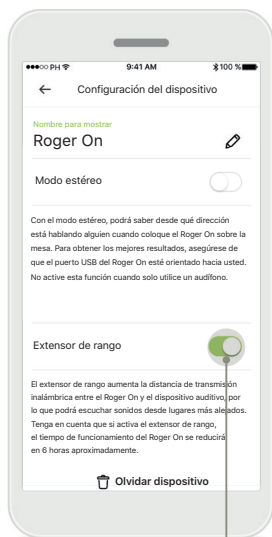 ●●●○○ PH 9:41 AM 100 %
Configuración del dispositivo
Nombre para mostrar
Roger On
Modo estéreo
Con el modo estéreo, podrá saber desde qué dirección
está hablando alguien cuando coloque el Roger On sobre la
mesa. Para obtener los mejores resultados, asegúrese de
que el puerto USB del Roger On esté orientado hacia usted.
No active esta función cuando solo utilice un audífono.
Extensor de rango
El extensor de rango aumenta la distancia de transmisión
inalámbrica entre el Roger On y el dispositivo auditivo, por
lo que podrá escuchar sonidos desde lugares más alejados.
Tenga en cuenta que si activa el extensor de rango,
el tiempo de funcionamiento del Roger On se reducirá
en 6 horas aproximadamente.
Olvidar dispositivo